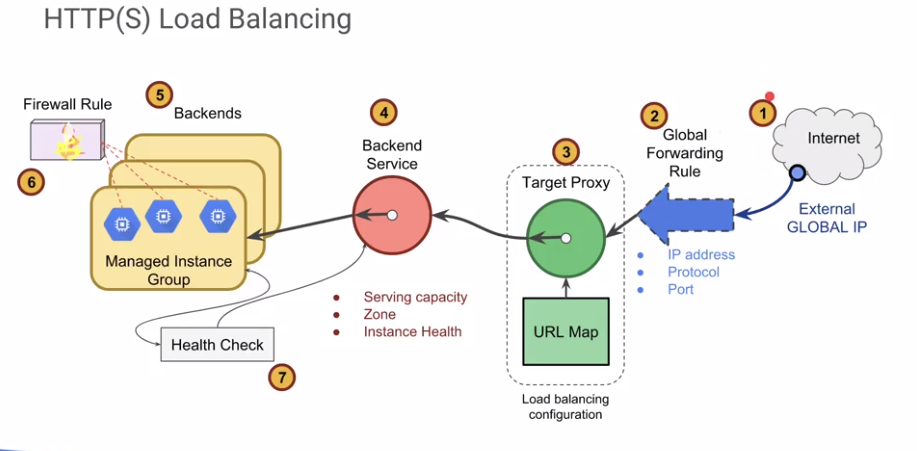 HTTP(S) Load Balancing
1
Internet
External
GLOBAL IP
2
Global
Forwarding
Rule
IP address
Protocol
Port
3
Target Proxy
URL Map
Load balancing
configuration
4
Backend
Service
Serving capacity
Zone
Instance Health
5
Backends
Managed Instance
Group
Firewall Rule
6
Health Check
7